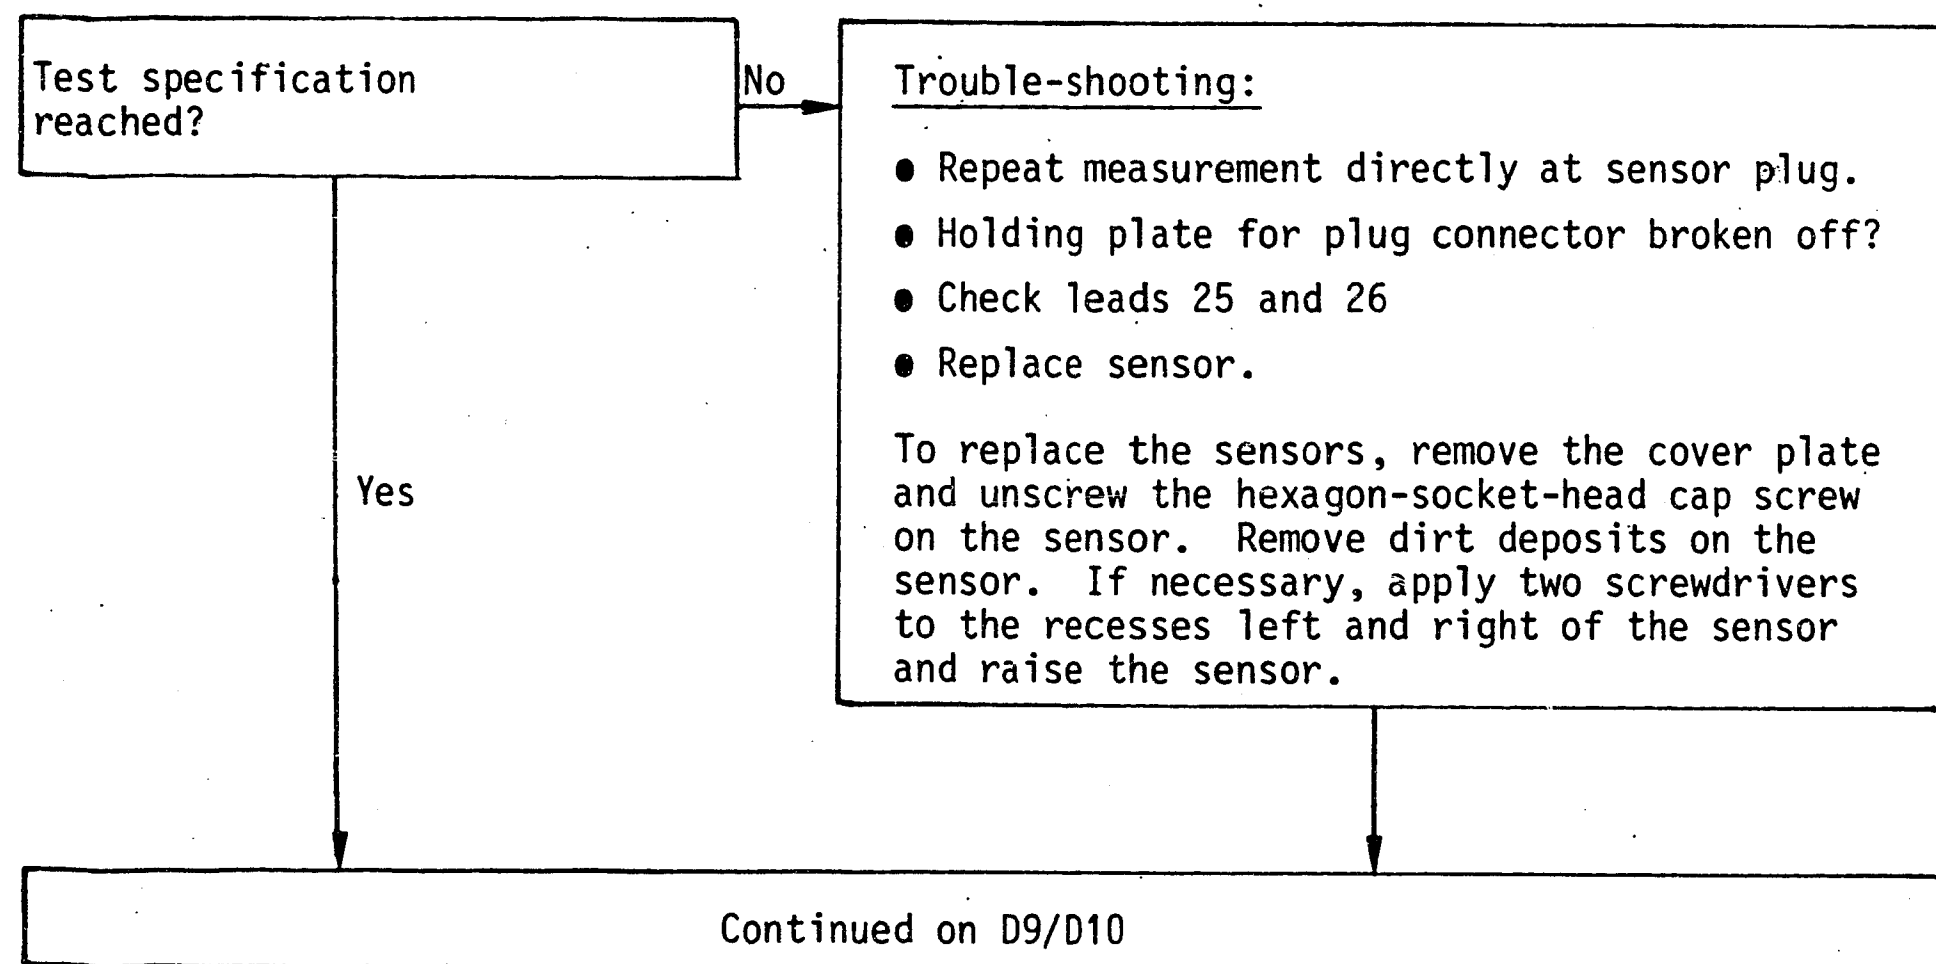 Test specification
reached?
No
Trouble-shooting:
● Repeat measurement directly at sensor plug.
● Holding plate for plug connector broken off?
● Check leads 25 and 26
● Replace sensor.
To replace the sensors, remove the cover plate
and unscrew the hexagon-socket-head cap screw
on the sensor.  Remove dirt deposits on the
sensor.  If necessary, apply two screwdrivers
to the recesses left and right of the sensor
and raise the sensor.
Yes
Continued on D9/D10